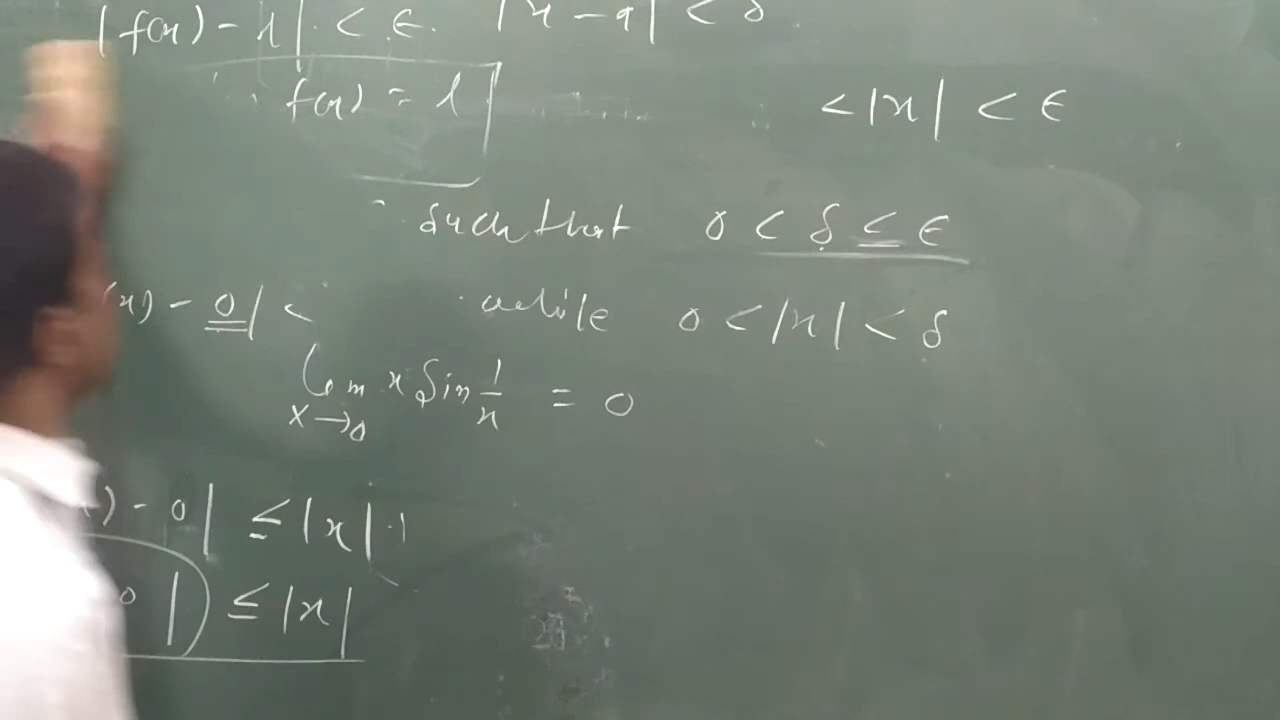 |f(x) - l| < ε. |x - a| < δ
f(x) = l
< |x| < ε
such that 0 < δ ≤ ε
(x) - 0| <
while 0 < |x| < δ
Lim x→0 x Sin 1/x = 0
) - 0| ≤ |x| · 1
0| ≤ |x|